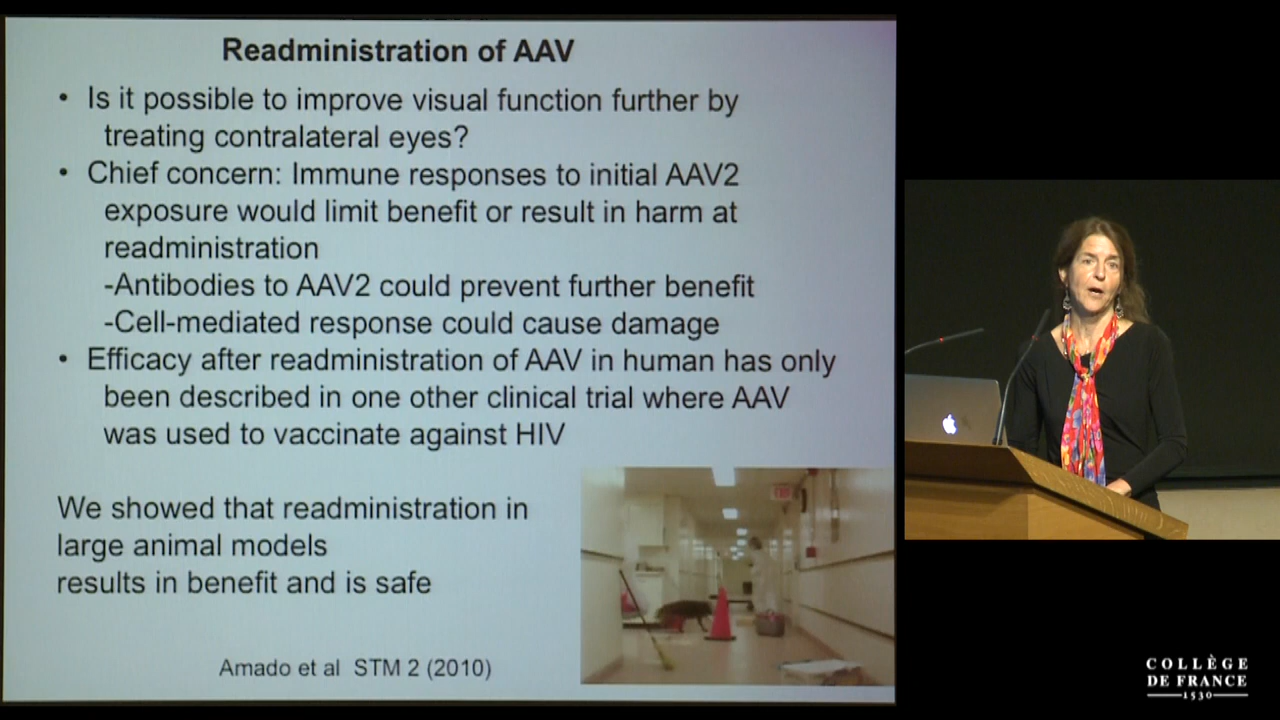 Readministration of AAV
• Is it possible to improve visual function further by
treating contralateral eyes?
• Chief concern: Immune responses to initial AAV2
exposure would limit benefit or result in harm at
readministration
-Antibodies to AAV2 could prevent further benefit
-Cell-mediated response could cause damage
• Efficacy after readministration of AAV in human has only
been described in one other clinical trial where AAV
was used to vaccinate against HIV
We showed that readministration in
large animal models
results in benefit and is safe
Amado et al STM 2 (2010)
COLLÈGE
DE FRANCE
1530